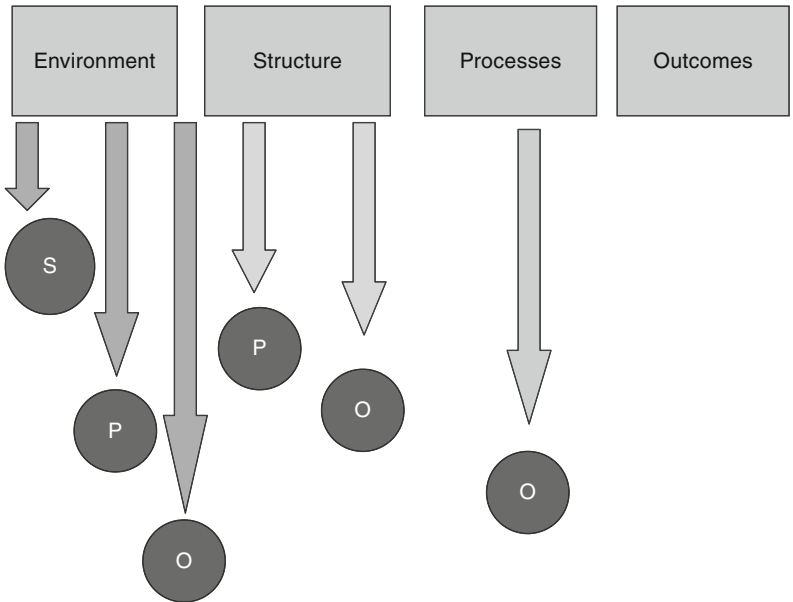 Environment
Structure
Processes
Outcomes
S
P
O
P
O
O